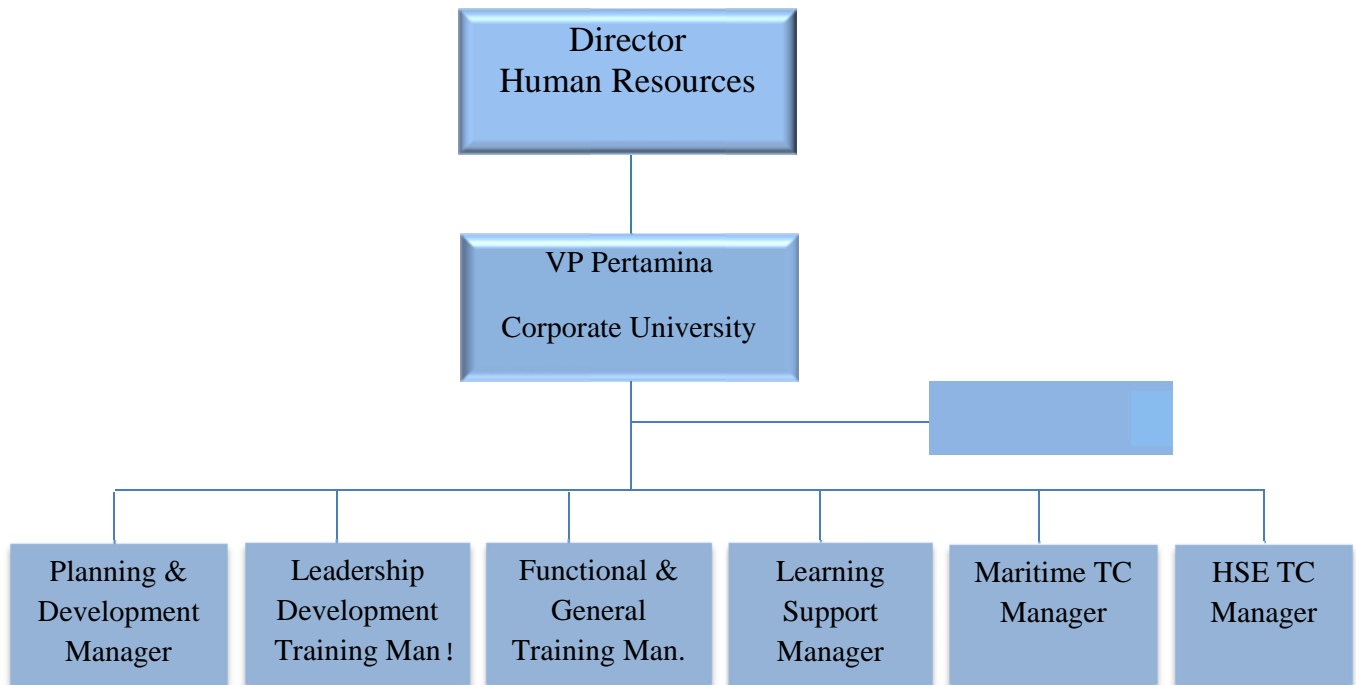 Director
Human Resources
VP Pertamina
Corporate University
Planning &
Development
Manager
Leadership
Development
Training Man!
Functional &
General
Training Man.
Learning
Support
Manager
Maritime TC
Manager
HSE TC
Manager